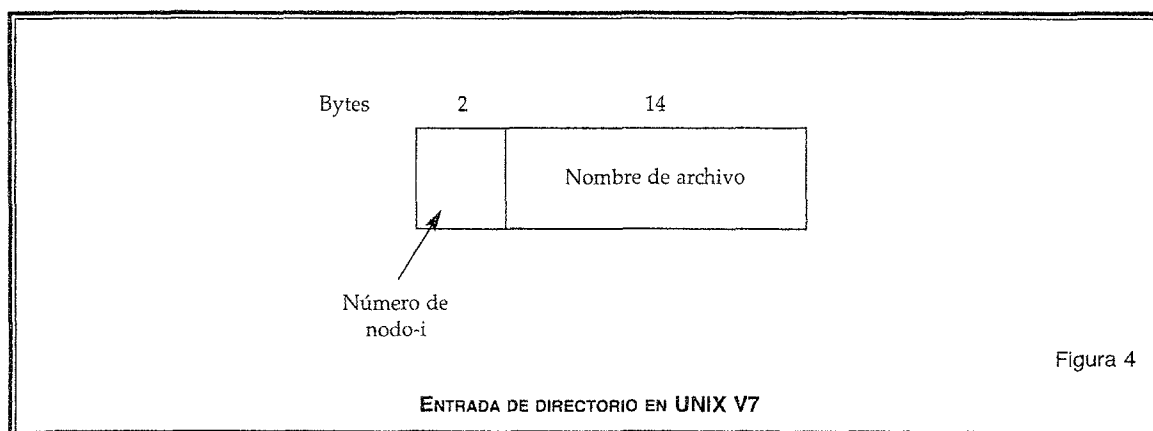 Bytes 2 14
Nombre de archivo
Número de
nodo-i
Figura 4
ENTRADA DE DIRECTORIO EN UNIX V7